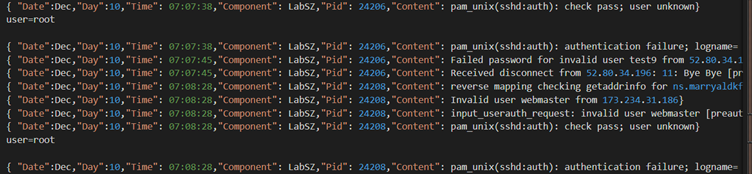 { "Date":Dec,"Day":10,"Time": 07:07:38,"Component": LabSZ,"Pid": 24206,"Content": pam_unix(sshd:auth): check pass; user unknown}
user=root
{ "Date":Dec,"Day":10,"Time": 07:07:38,"Component": LabSZ,"Pid": 24206,"Content": pam_unix(sshd:auth): authentication failure; logname=
{ "Date":Dec,"Day":10,"Time": 07:07:45,"Component": LabSZ,"Pid": 24206,"Content": Failed password for invalid user test9 from 52.80.34.1
{ "Date":Dec,"Day":10,"Time": 07:07:45,"Component": LabSZ,"Pid": 24206,"Content": Received disconnect from 52.80.34.196: 11: Bye Bye [pr
{ "Date":Dec,"Day":10,"Time": 07:08:28,"Component": LabSZ,"Pid": 24208,"Content": reverse mapping checking getaddrinfo for ns.marryaldkf
{ "Date":Dec,"Day":10,"Time": 07:08:28,"Component": LabSZ,"Pid": 24208,"Content": Invalid user webmaster from 173.234.31.186}
{ "Date":Dec,"Day":10,"Time": 07:08:28,"Component": LabSZ,"Pid": 24208,"Content": input_userauth_request: invalid user webmaster [preaut
{ "Date":Dec,"Day":10,"Time": 07:08:28,"Component": LabSZ,"Pid": 24208,"Content": pam_unix(sshd:auth): check pass; user unknown}
user=root
{ "Date":Dec,"Day":10,"Time": 07:08:28,"Component": LabSZ,"Pid": 24208,"Content": pam_unix(sshd:auth): authentication failure; logname=